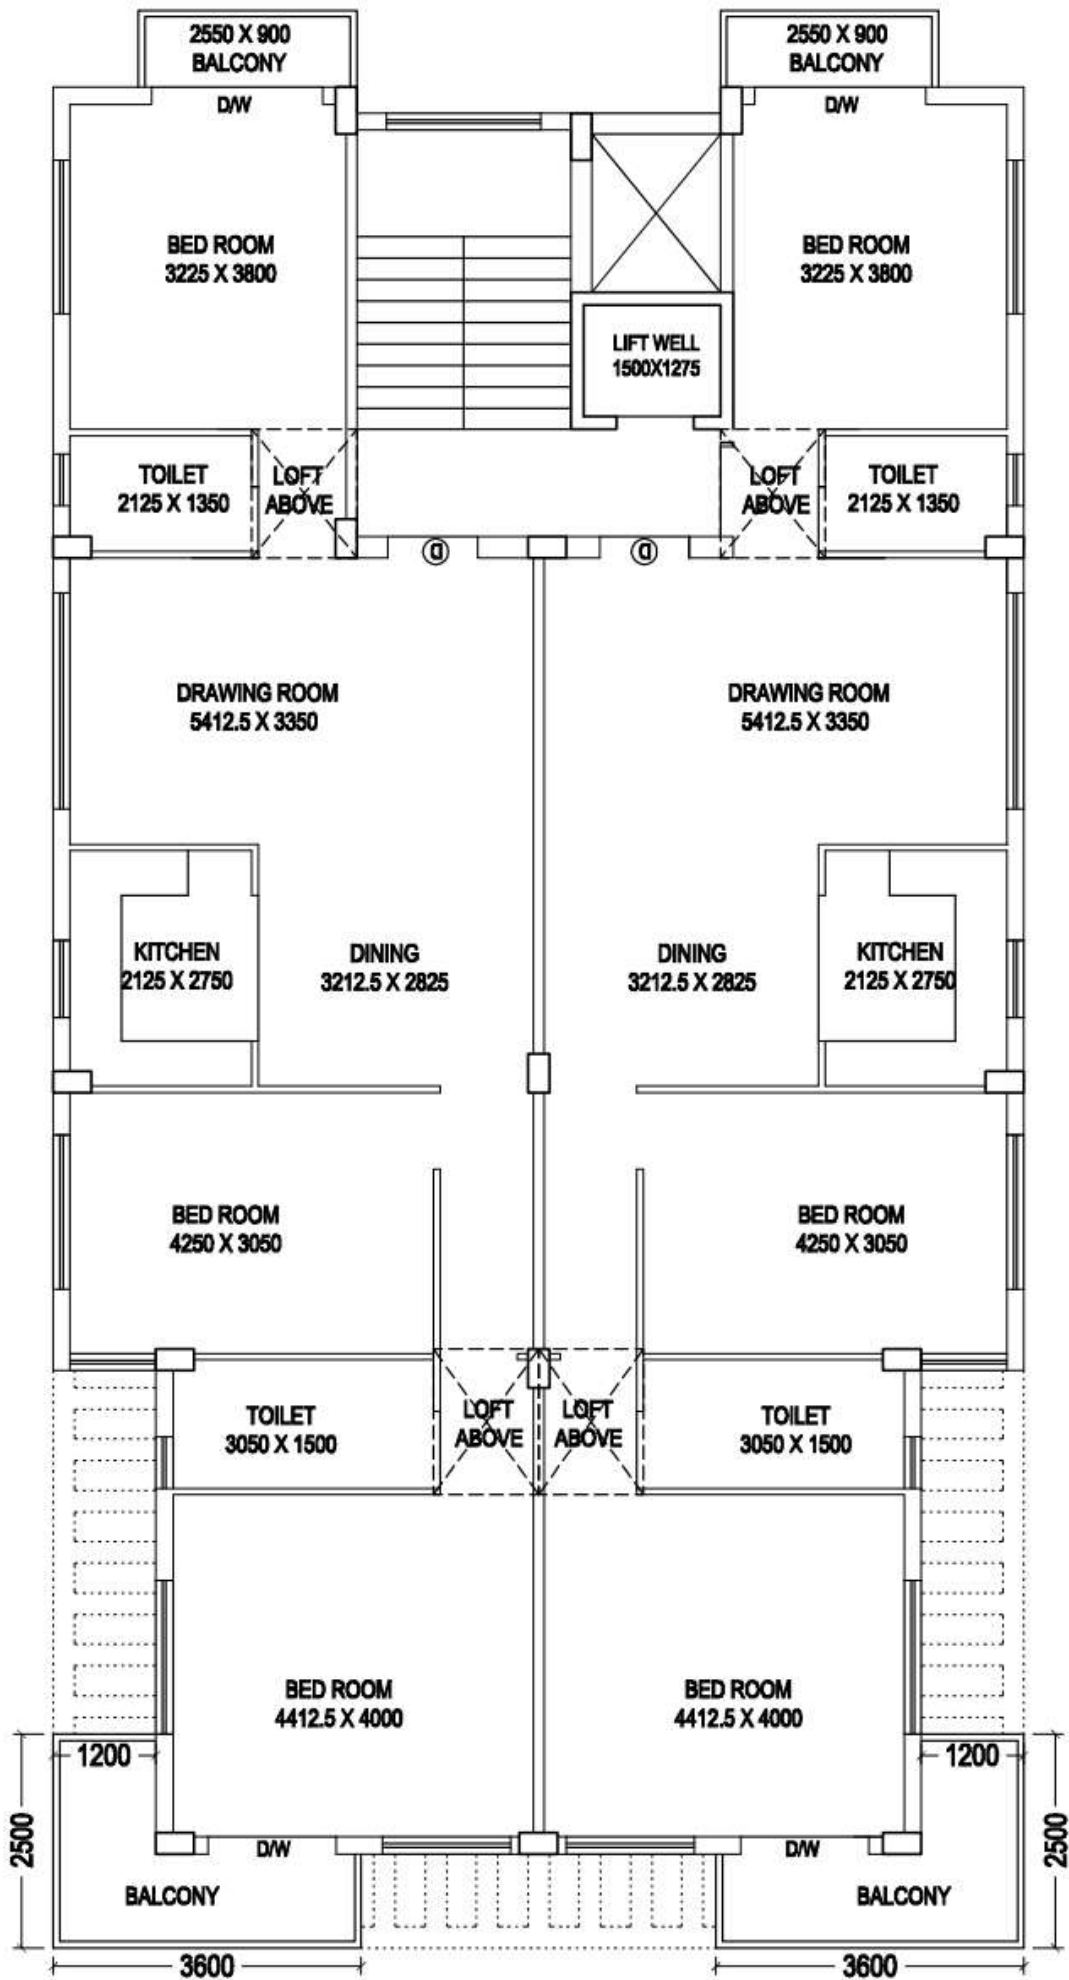 2550 X 900
BALCONY
2550 X 900
BALCONY
D/W
D/W
BED ROOM
3225 X 3800
BED ROOM
3225 X 3800
LIFT WELL
1500X1275
TOILET
2125 X 1350
LOFT
ABOVE
LOFT
ABOVE
TOILET
2125 X 1350
D
D
DRAWING ROOM
5412.5 X 3350
DRAWING ROOM
5412.5 X 3350
KITCHEN
2125 X 2750
DINING
3212.5 X 2825
DINING
3212.5 X 2825
KITCHEN
2125 X 2750
BED ROOM
4250 X 3050
BED ROOM
4250 X 3050
TOILET
3050 X 1500
LOFT
ABOVE
LOFT
ABOVE
TOILET
3050 X 1500
BED ROOM
4412.5 X 4000
BED ROOM
4412.5 X 4000
1200
1200
2500
2500
D/W
D/W
BALCONY
BALCONY
3600
3600